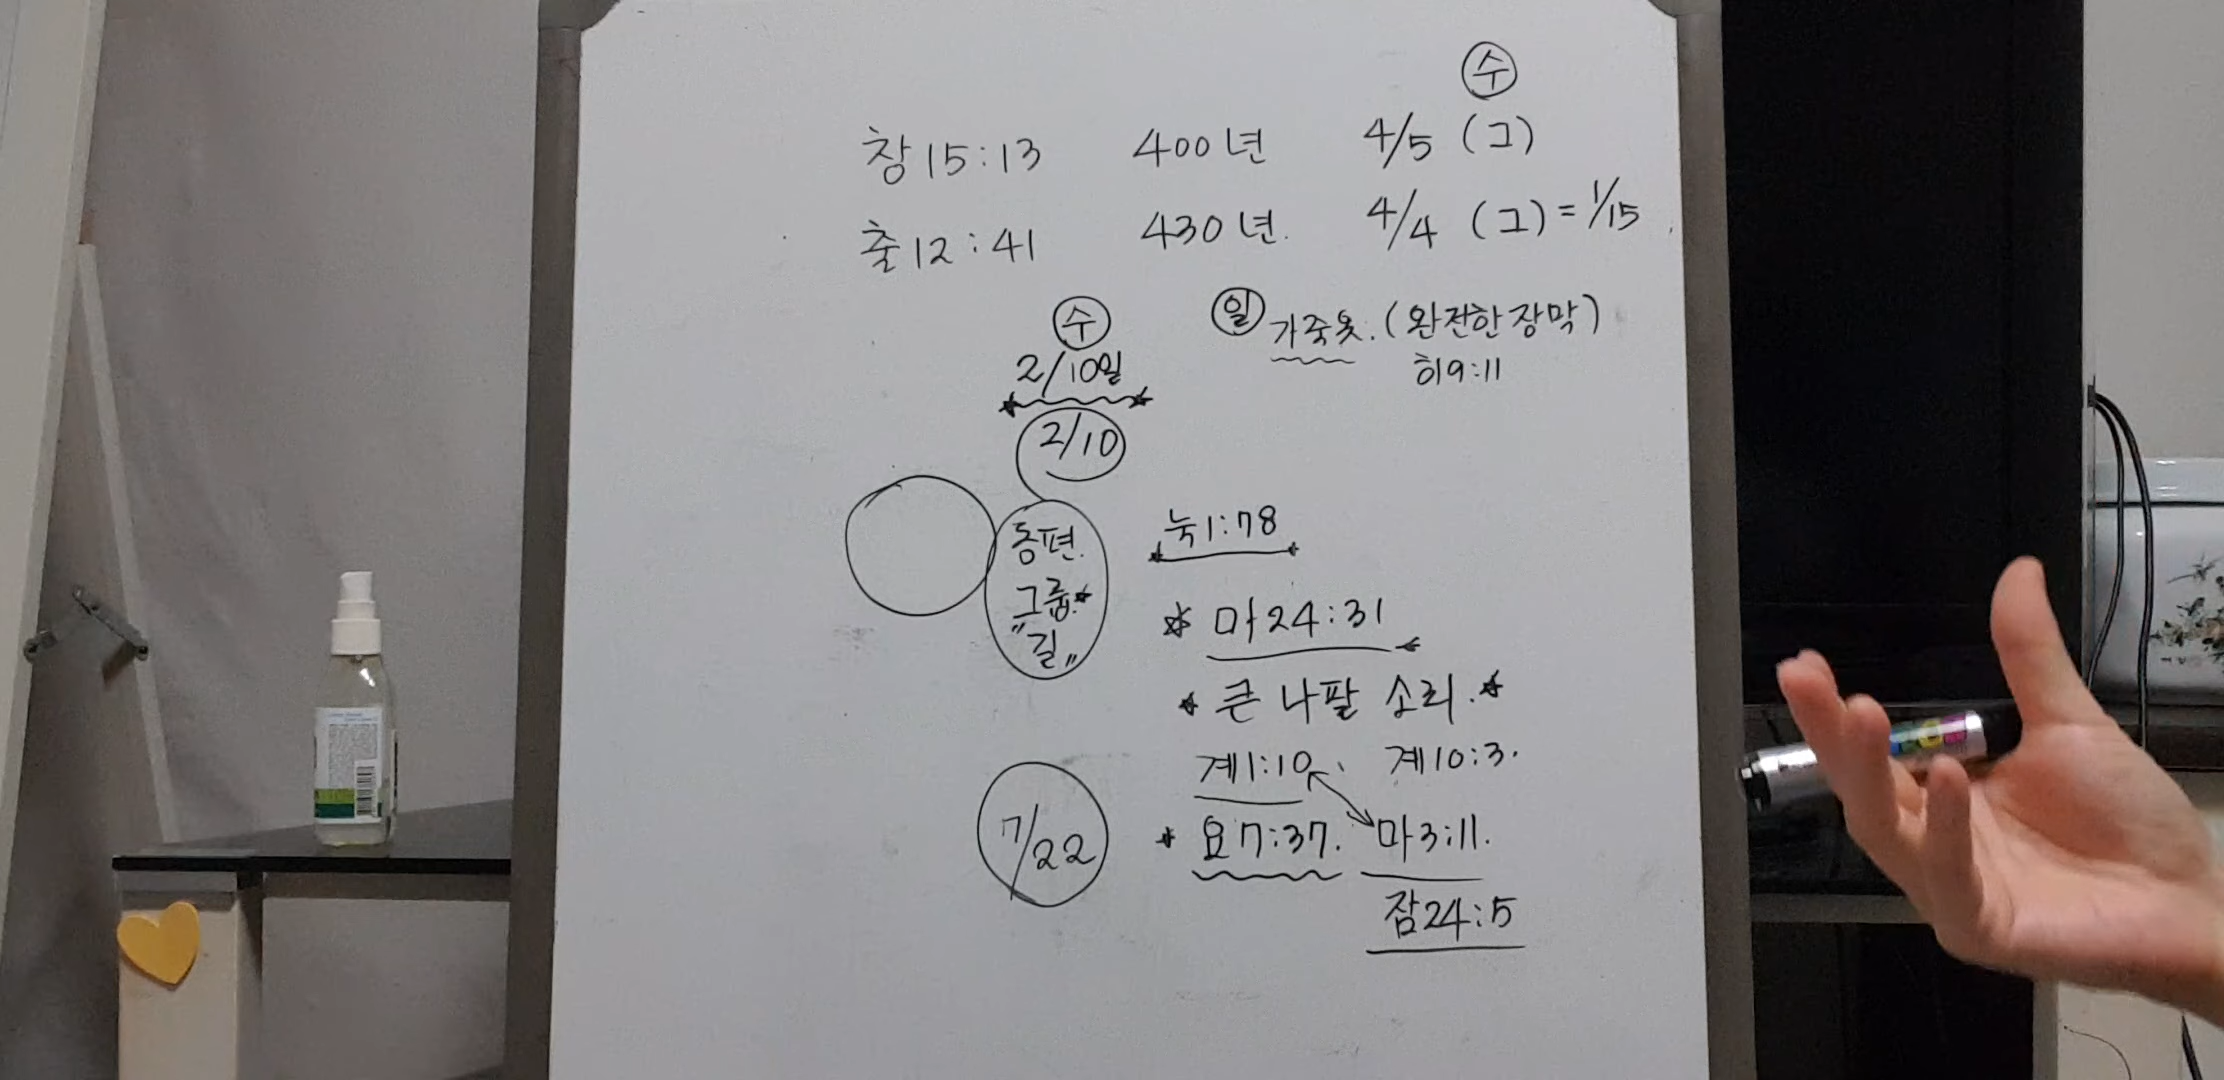 수
창15:13 400년 4/5 (그)
출12:41 430년. 4/4 (그) = 1/15
수
2/10일
일 가죽옷. (완전한 장막)
히9:11
2/10
동편.
그룹.
"길"
눅1:78
마24:31
큰 나팔 소리.
계1:10 계10:3.
7/22
요7:37. 마3:11.
잠24:5